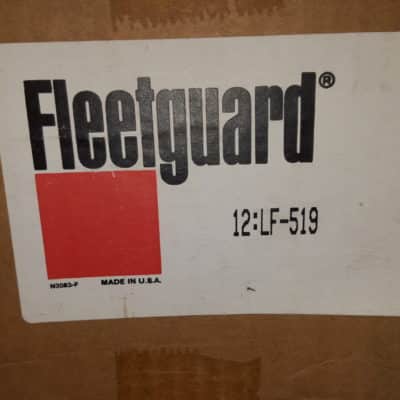 Fleetguard®
12:LF-519
N3083-F MADE IN U.S.A.